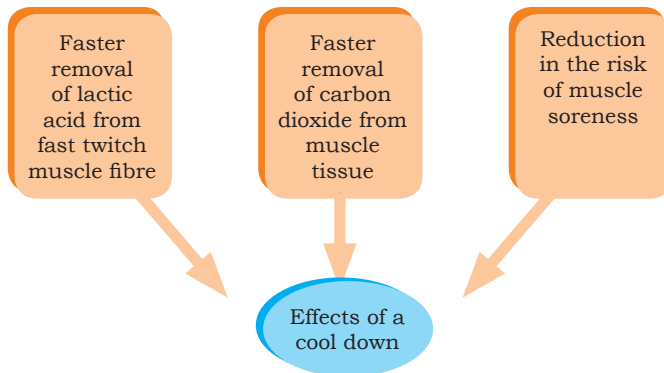 Faster
removal
of lactic
acid from
fast twitch
muscle fibre
Faster
removal
of carbon
dioxide from
muscle
tissue
Reduction
in the risk
of muscle
soreness
Effects of a
cool down